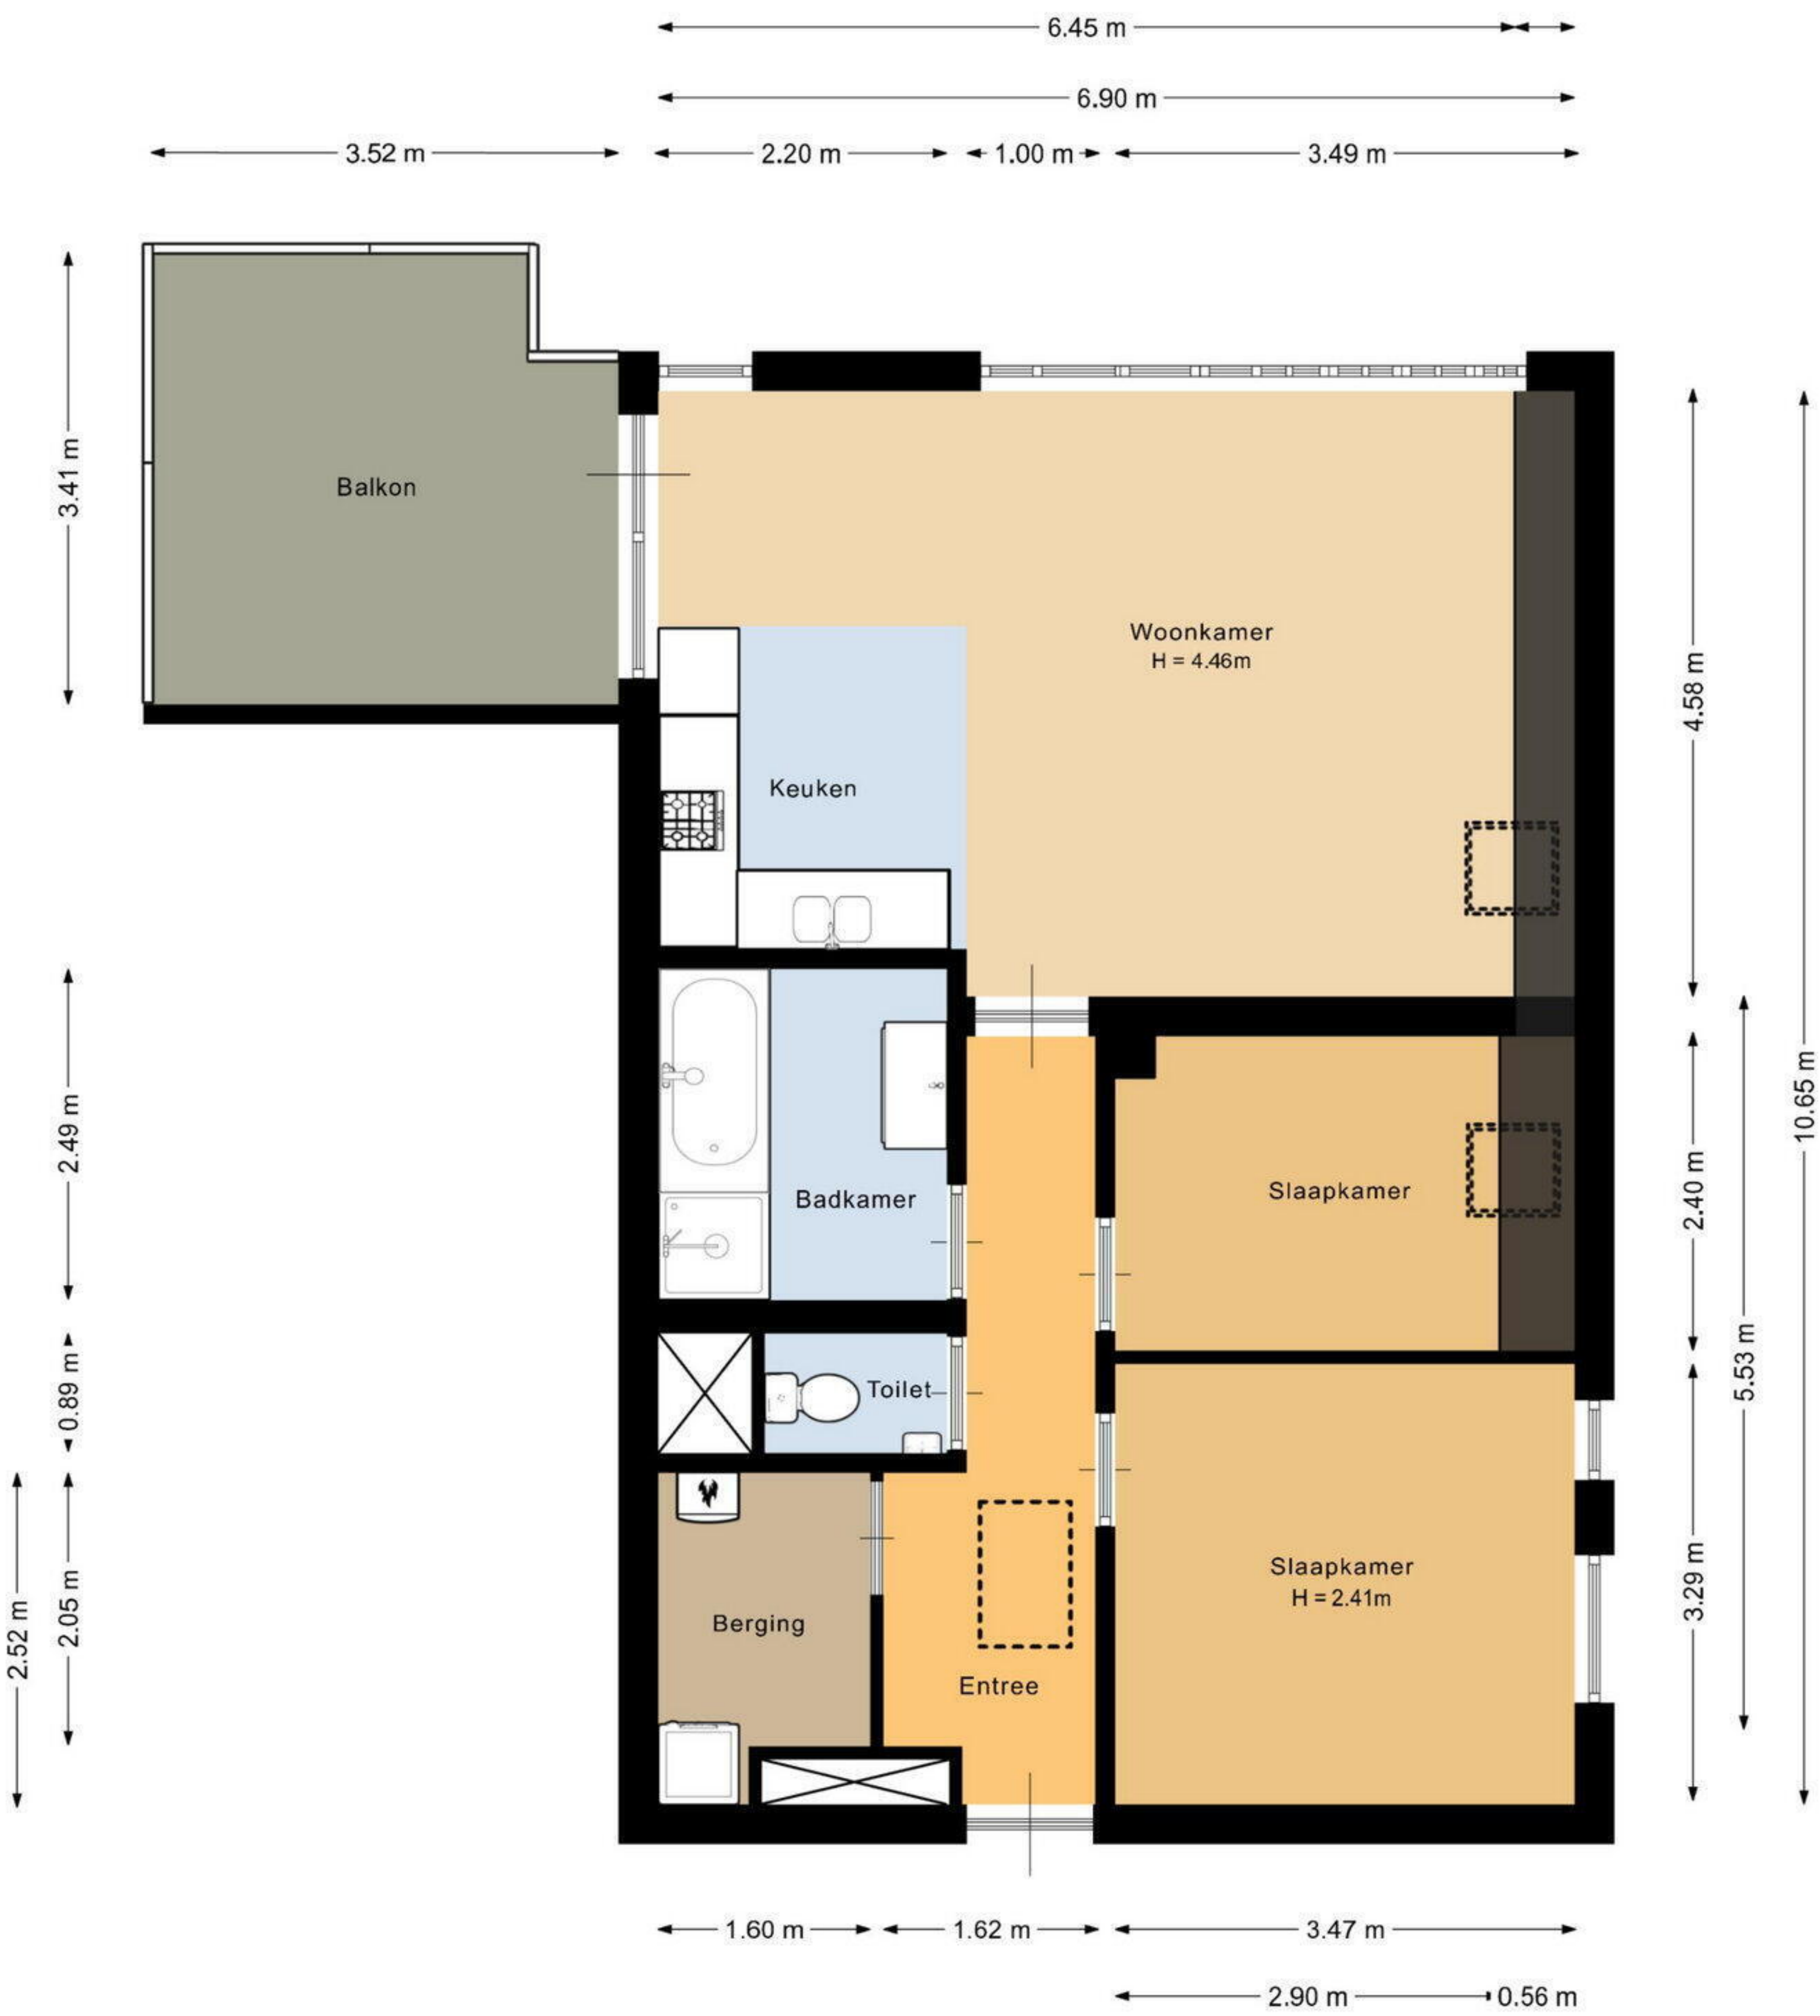 6.45 m
6.90 m
3.52 m
2.20 m
1.00 m
3.49 m
3.41 m
Balkon
Woonkamer
H = 4.46m
4.58 m
Keuken
10.65 m
2.49 m
Badkamer
Slaapkamer
2.40 m
5.53 m
0.89 m
Toilet
Slaapkamer
H = 2.41m
3.29 m
2.52 m
2.05 m
Berging
Entree
1.60 m
1.62 m
3.47 m
2.90 m
0.56 m